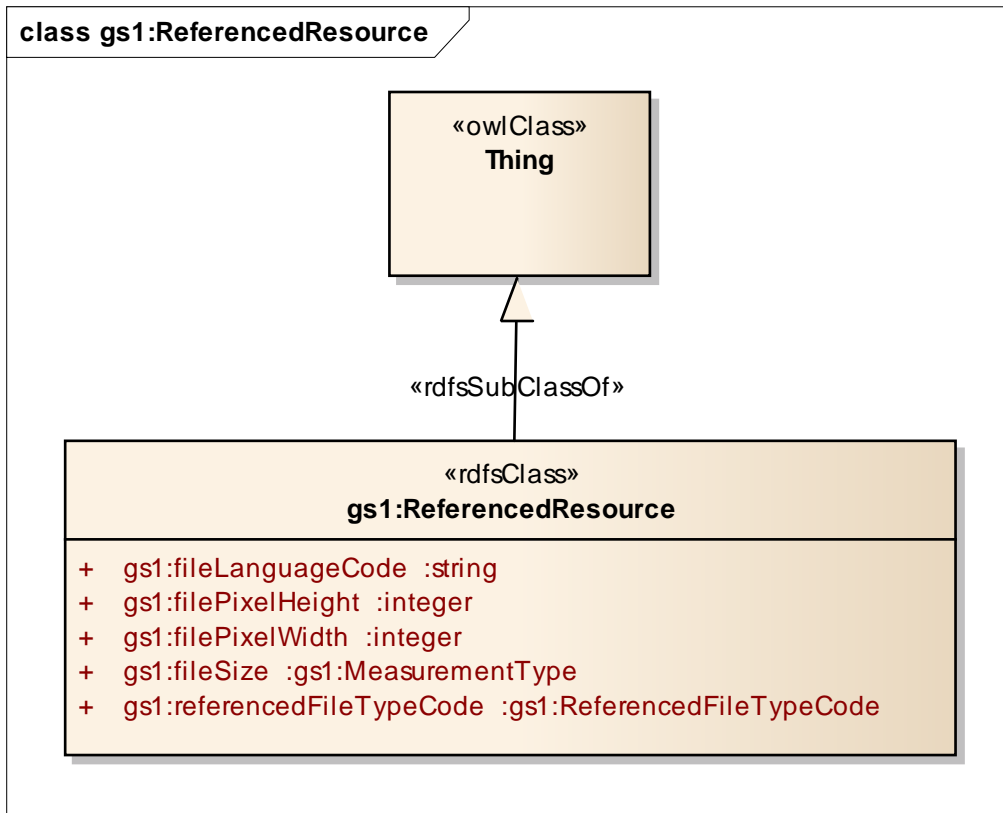 class gs1:ReferencedResource
«owlClass»
Thing
«rdfsSubClassOf»
«rdfsClass»
gs1:ReferencedResource
+ gs1:fileLanguageCode :string
+ gs1:filePixelHeight :integer
+ gs1:filePixelWidth :integer
+ gs1:fileSize :gs1:MeasurementType
+ gs1:referencedFileTypeCode :gs1:ReferencedFileTypeCode